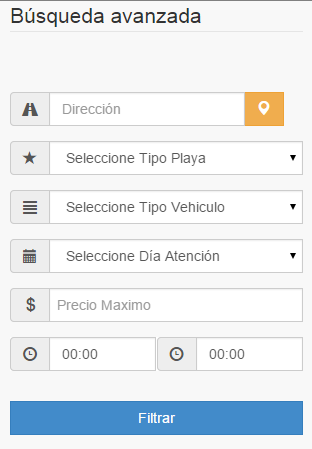 Búsqueda avanzada
Dirección
Seleccione Tipo Playa
Seleccione Tipo Vehiculo
Seleccione Día Atención
$ Precio Maximo
00:00 00:00
Filtrar